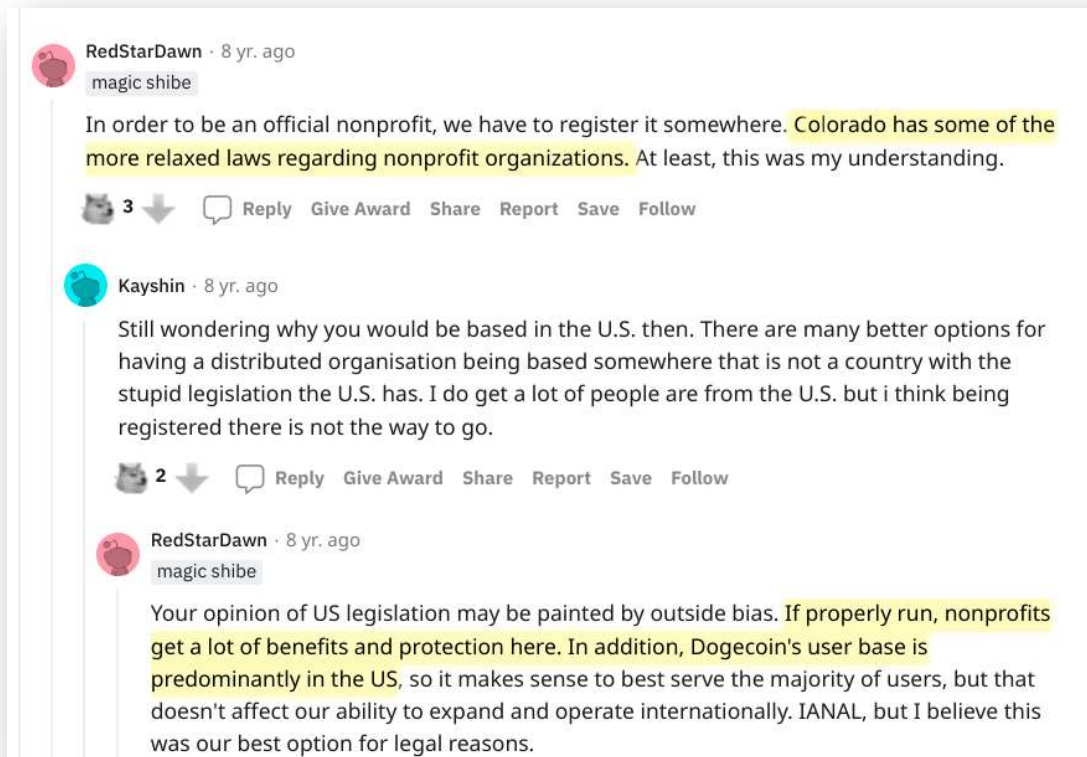 RedStarDawn · 8 yr. ago
magic shibe
In order to be an official nonprofit, we have to register it somewhere. Colorado has some of the
more relaxed laws regarding nonprofit organizations. At least, this was my understanding.
3 Reply Give Award Share Report Save Follow
Kayshin · 8 yr. ago
Still wondering why you would be based in the U.S. then. There are many better options for
having a distributed organisation being based somewhere that is not a country with the
stupid legislation the U.S. has. I do get a lot of people are from the U.S. but i think being
registered there is not the way to go.
2 Reply Give Award Share Report Save Follow
RedStarDawn · 8 yr. ago
magic shibe
Your opinion of US legislation may be painted by outside bias. If properly run, nonprofits
get a lot of benefits and protection here. In addition, Dogecoin's user base is
predominantly in the US, so it makes sense to best serve the majority of users, but that
doesn't affect our ability to expand and operate internationally. IANAL, but I believe this
was our best option for legal reasons.